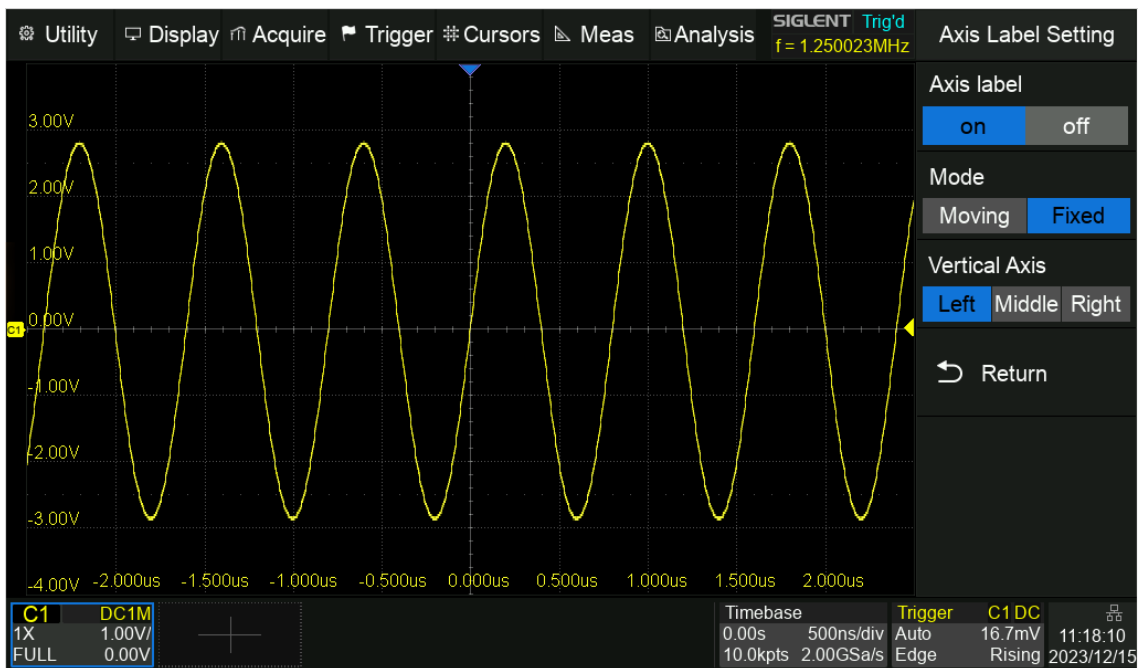 Utility Display Acquire Trigger Cursors Meas Analysis
SIGLENT Trig'd
f = 1.250023MHz
Axis Label Setting
Axis label
on off
Mode
Moving Fixed
Vertical Axis
Left Middle Right
Return
3.00V
2.00V
1.00V
C1 0.00V
-1.00V
-2.00V
-3.00V
-4.00V -2.000us -1.500us -1.000us -0.500us 0.000us 0.500us 1.000us 1.500us 2.000us
C1 DC1M
1X 1.00V/
FULL 0.00V
Timebase
0.00s 500ns/div
10.0kpts 2.00GSa/s
Trigger C1 DC
Auto 16.7mV
Edge Rising
11:18:10
2023/12/15